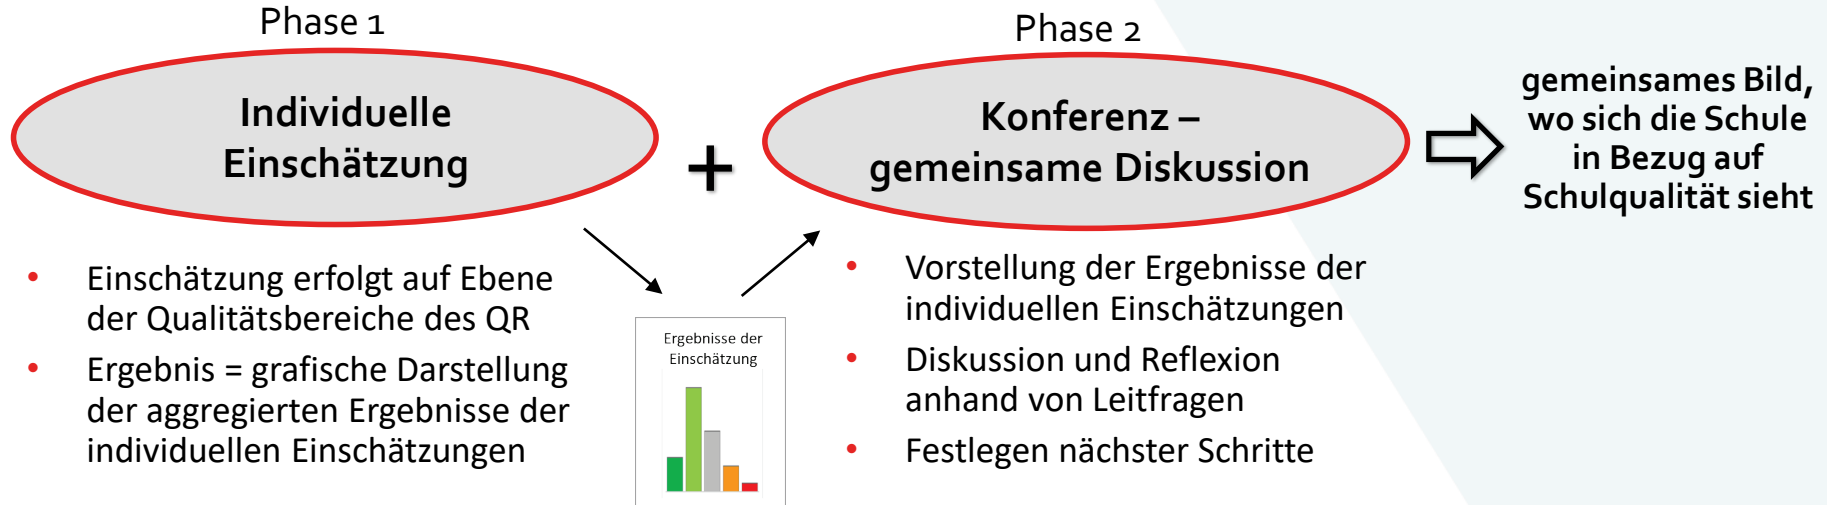 Phase 1
Individuelle
Einschätzung
• Einschätzung erfolgt auf Ebene
der Qualitätsbereiche des QR
• Ergebnis = grafische Darstellung
der aggregierten Ergebnisse der
individuellen Einschätzungen
+
Ergebnisse der
Einschätzung
Phase 2
Konferenz –
gemeinsame Diskussion
• Vorstellung der Ergebnisse der
individuellen Einschätzungen
• Diskussion und Reflexion
anhand von Leitfragen
• Festlegen nächster Schritte
gemeinsames Bild,
wo sich die Schule
in Bezug auf
Schulqualität sieht